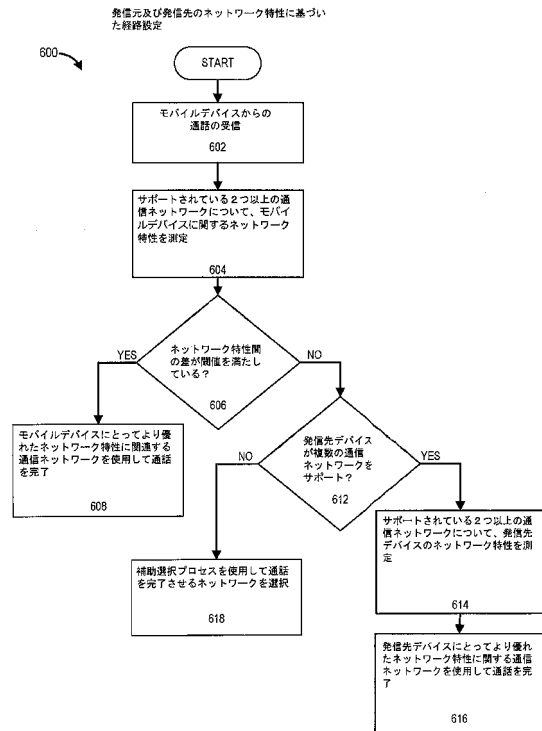 発信元及び発信先のネットワーク特性に基づい
た経路設定
600
START
モバイルデバイスからの
通話の受信
602
サポートされている2つ以上の通
信ネットワークについて、モバイ
ルデバイスに関するネットワーク
特性を測定
604
ネットワーク特性間
の差が閾催を満たし
ている?
606
YES
NO
モバイルデバイスにとってより優
れたネットワーク特性に関連する
通信ネットワークを使用して通話
を完了
608
発信先デバイス
が複数の通信
ネットワークを
サポート?
612
NO
YES
補助選択プロセスを使用して通話
を完了させるネットワークを選択
618
サポートされている2つ以上の通
信ネットワークについて、発信先
デバイスのネットワーク特性を測
定
614
発信先デバイスにとってより優れ
たネットワーク特性に関する通信
ネットワークを使用して通話を完
了
616